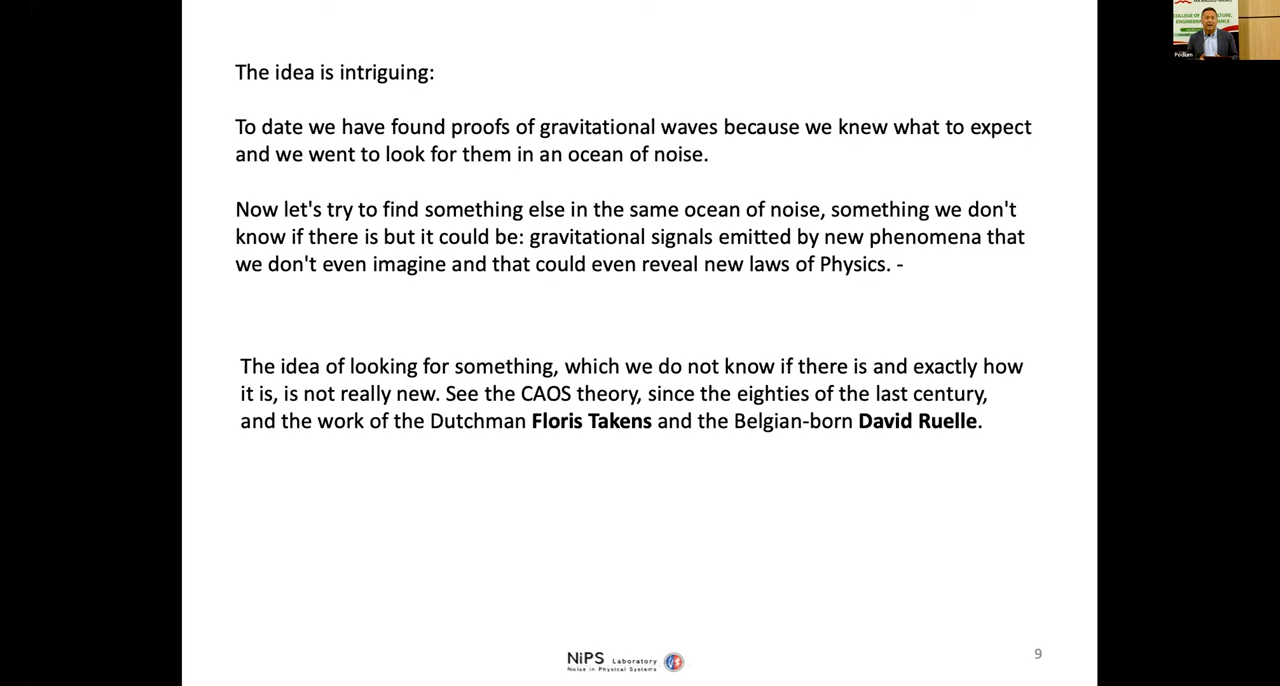 The idea is intriguing:
To date we have found proofs of gravitational waves because we knew what to expect
and we went to look for them in an ocean of noise.
Now let's try to find something else in the same ocean of noise, something we don't
know if there is but it could be: gravitational signals emitted by new phenomena that
we don't even imagine and that could even reveal new laws of Physics. -
The idea of looking for something, which we do not know if there is and exactly how
it is, is not really new. See the CAOS theory, since the eighties of the last century,
and the work of the Dutchman Floris Takens and the Belgian-born David Ruelle.
NiPS Laboratory
Noise in Physical Systems
9
COLLEGE OF
Podium